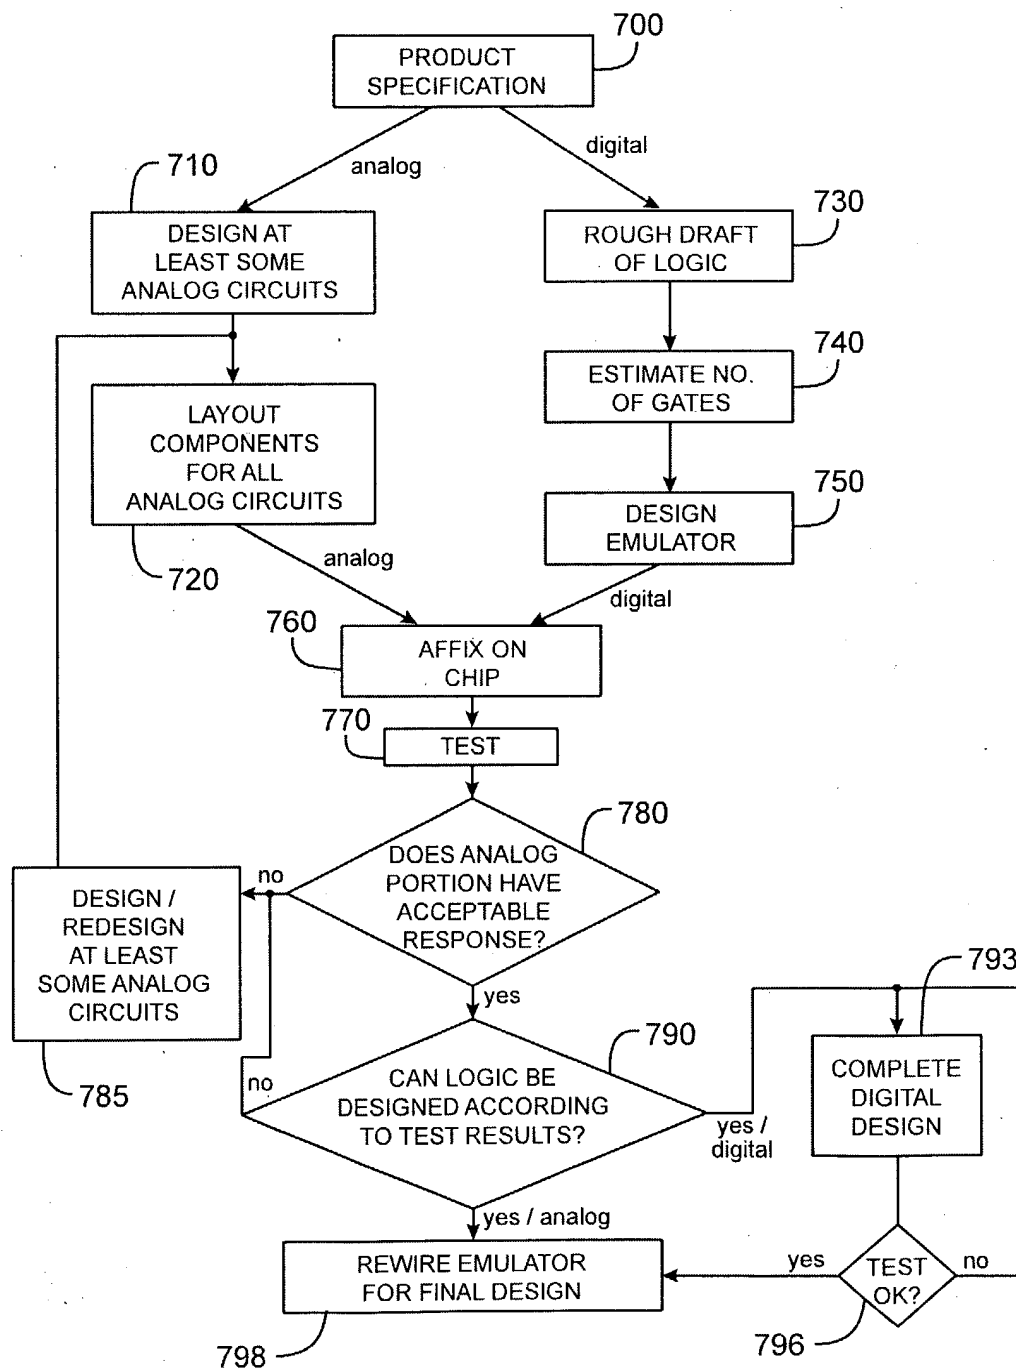 700
PRODUCT
SPECIFICATION
analog
digital
710
DESIGN AT
LEAST SOME
ANALOG CIRCUITS
730
ROUGH DRAFT
OF LOGIC
740
ESTIMATE NO.
OF GATES
LAYOUT
COMPONENTS
FOR ALL
ANALOG CIRCUITS
720
750
DESIGN
EMULATOR
analog
digital
760
AFFIX ON
CHIP
770
TEST
780
DOES ANALOG
PORTION HAVE
ACCEPTABLE
RESPONSE?
no
DESIGN /
REDESIGN
AT LEAST
SOME ANALOG
CIRCUITS
785
yes
790
CAN LOGIC BE
DESIGNED ACCORDING
TO TEST RESULTS?
no
yes /
digital
793
COMPLETE
DIGITAL
DESIGN
yes / analog
REWIRE EMULATOR
FOR FINAL DESIGN
798
yes
TEST
OK?
no
796